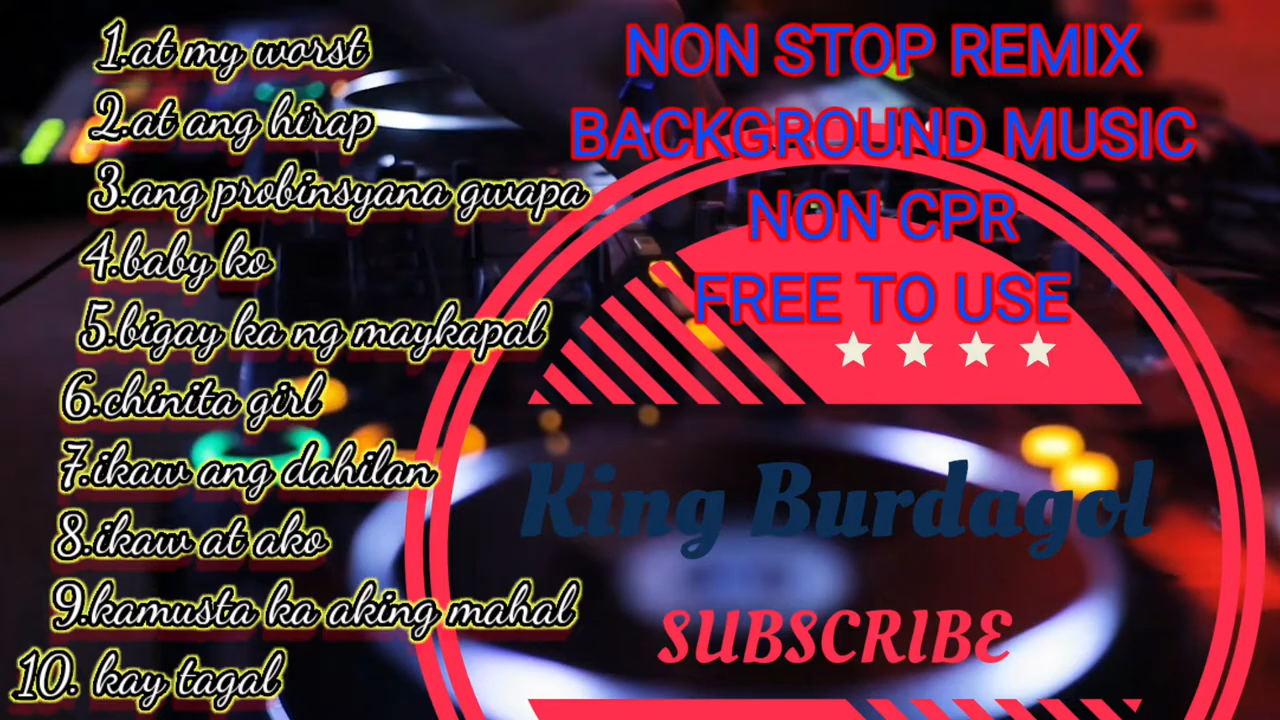 1.at my worst
2.at ang hirap
3.ang probinsyana gwapa
4.baby ko
5.bigay ka ng maykapal
6.chinita girl
7.ikaw ang dahilan
8.ikaw at ako
9.kamusta ka aking mahal
10. kay tagal
NON STOP REMIX
BACKGROUND MUSIC
NON CPR
FREE TO USE
King Burdagol
SUBSCRIBE